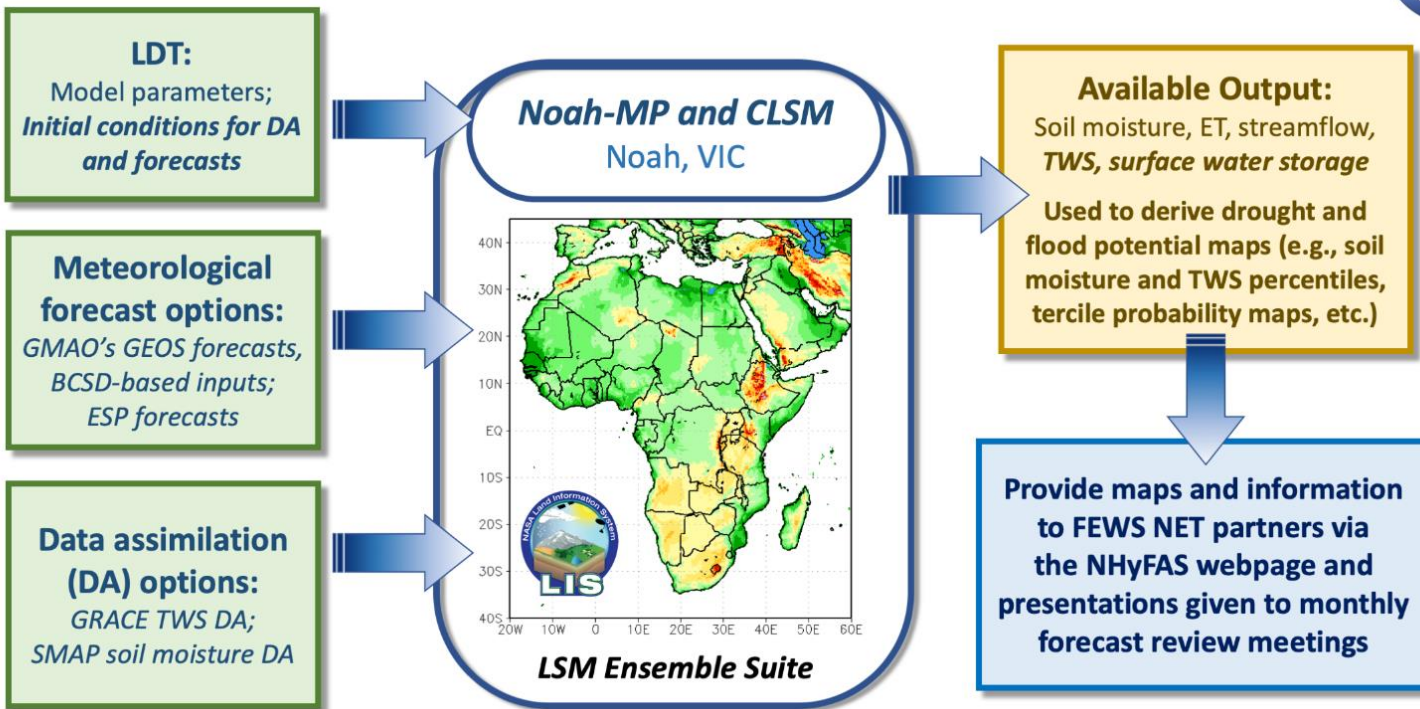 LDT:
Model parameters;
Initial conditions for DA
and forecasts
Meteorological
forecast options:
GMAO’s GEOS forecasts,
BCSD-based inputs;
ESP forecasts
Data assimilation
(DA) options:
GRACE TWS DA;
SMAP soil moisture DA
Noah-MP and CLSM
Noah, VIC
40N
30N
20N
10N
EQ
10S
20S
30S
40S
20W 10W 0 10E 20E 30E 40E 50E 60E
NASA Land Information System
LIS
LSM Ensemble Suite
Available Output:
Soil moisture, ET, streamflow,
TWS, surface water storage
Used to derive drought and
flood potential maps (e.g., soil
moisture and TWS percentiles,
tercile probability maps, etc.)
Provide maps and information
to FEWS NET partners via
the NHyFAS webpage and
presentations given to monthly
forecast review meetings